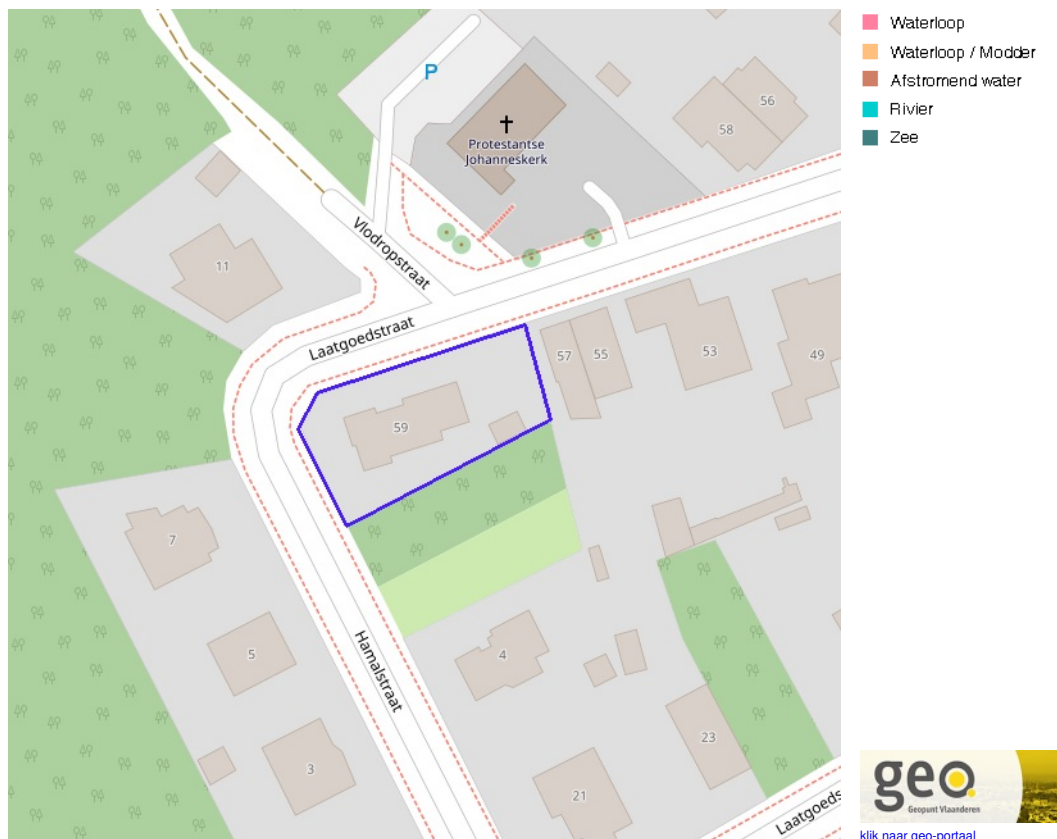 Waterloop
Waterloop / Modder
Afstromend water
Rivier
Zee
P
56
58
Protestantse
Johanneskerk
Vlodropstraat
11
Laatgoedstraat
57
55
53
49
59
7
Hamalstraat
5
4
3
23
21
Laatgoeds
geo
Geopunt Vlaanderen
klik naar geo-portaal